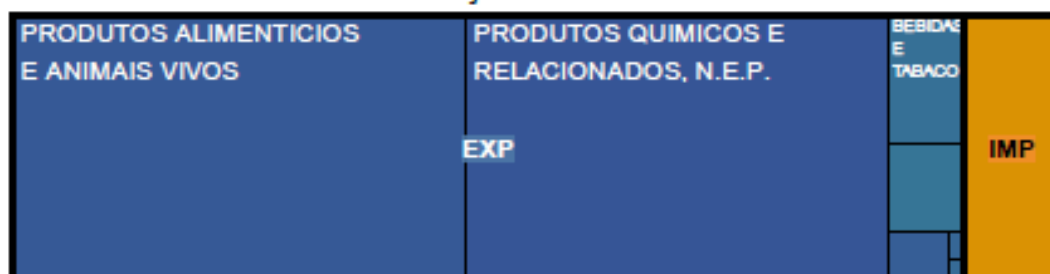 PRODUTOS ALIMENTICIOS
E ANIMAIS VIVOS
PRODUTOS QUIMICOS E
RELACIONADOS, N.E.P.
BEBIDAS
E
TABACO
EXP
IMP